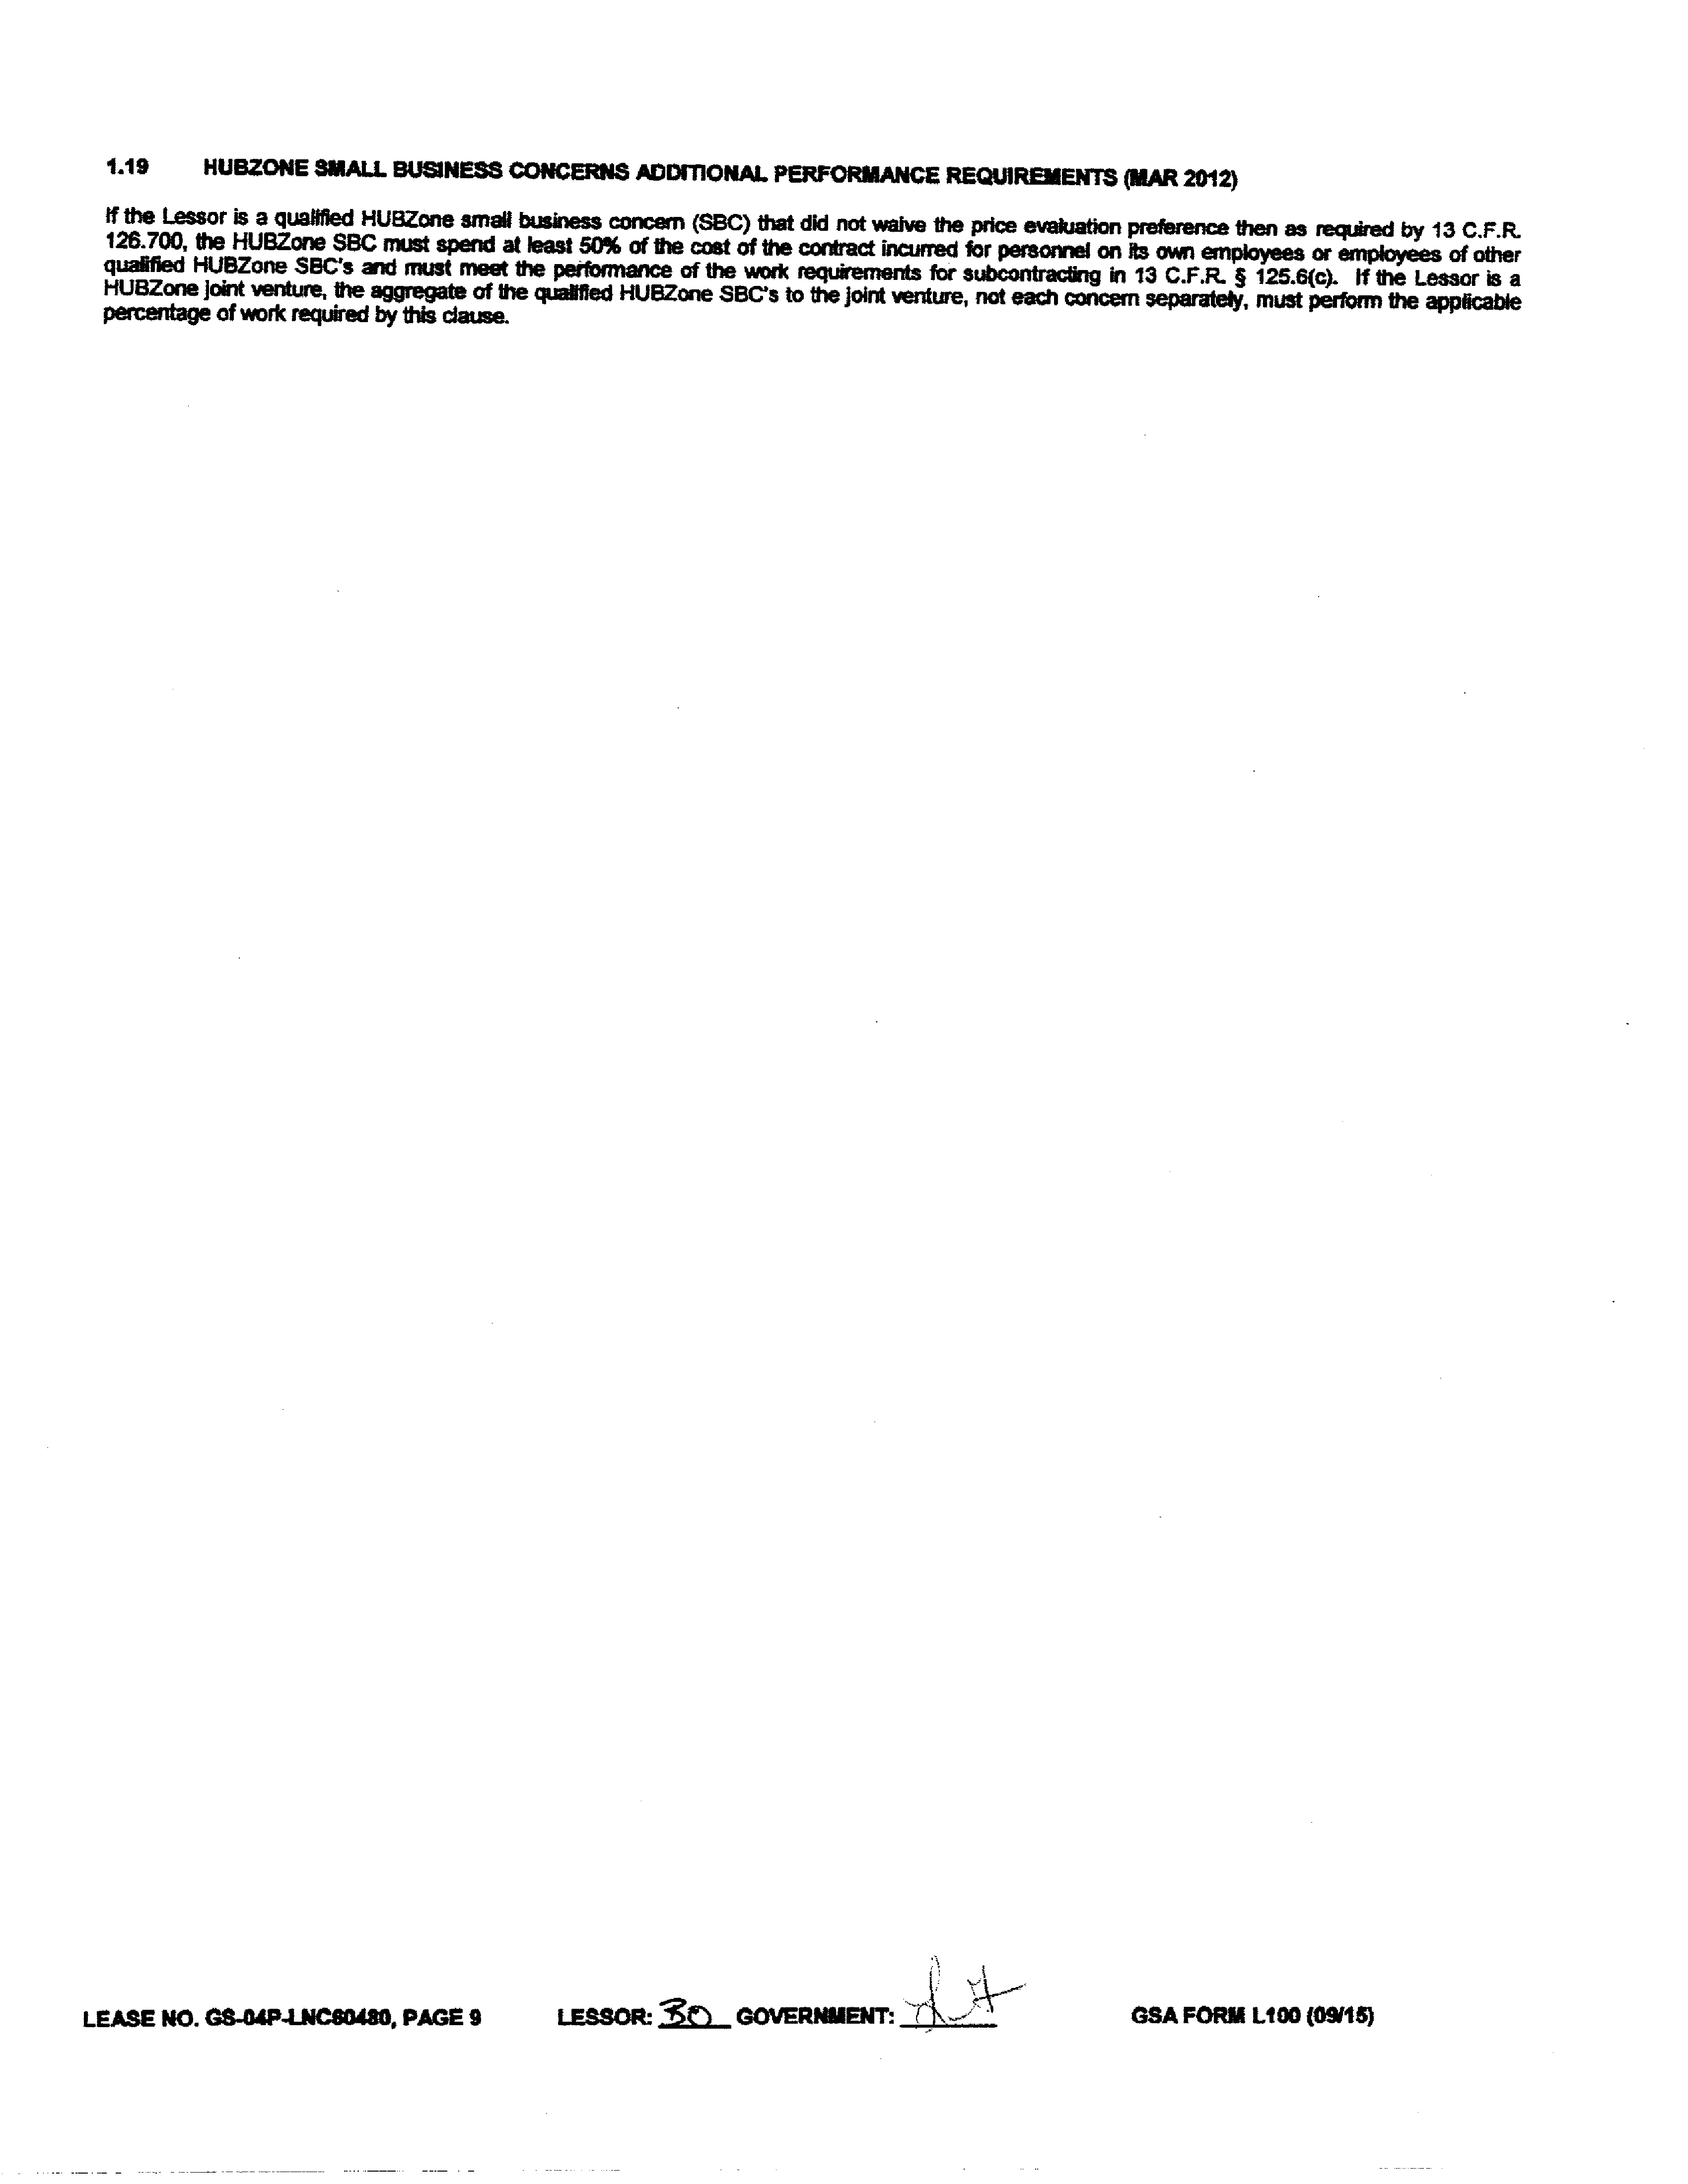 1.19 HUBZONE SMALL BUSINESS CONCERNS ADDITIONAL PERFORMANCE REQUIREMENTS (MAR 2012)
If the Lessor is a qualified HUBZone small business concern (SBC) that did not waive the price evaluation preference then as required by 13 C.F.R.
126.700, the HUBZone SBC must spend at least 50% of the cost of the contract incurred for personnel on its own employees or employees of other
qualified HUBZone SBC's and must meet the performance of the work requirements for subcontracting in 13 C.F.R. § 125.6(c). If the Lessor is a
HUBZone joint venture, the aggregate of the qualified HUBZone SBC's to the joint venture, not each concern separately, must perform the applicable
percentage of work required by this clause.
LEASE NO. GS-04P-LNC60480, PAGE 9 LESSOR: BO GOVERNMENT: GSA FORM L100 (09/15)